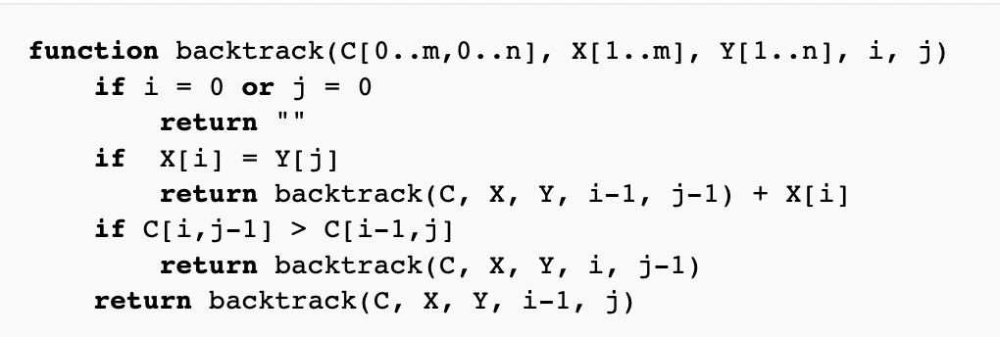 function backtrack(C[0..m,0..n], X[1..m], Y[1..n], i, j)
    if i = 0 or j = 0
        return ""
    if  X[i] = Y[j]
        return backtrack(C, X, Y, i-1, j-1) + X[i]
    if C[i,j-1] > C[i-1,j]
        return backtrack(C, X, Y, i, j-1)
    return backtrack(C, X, Y, i-1, j)